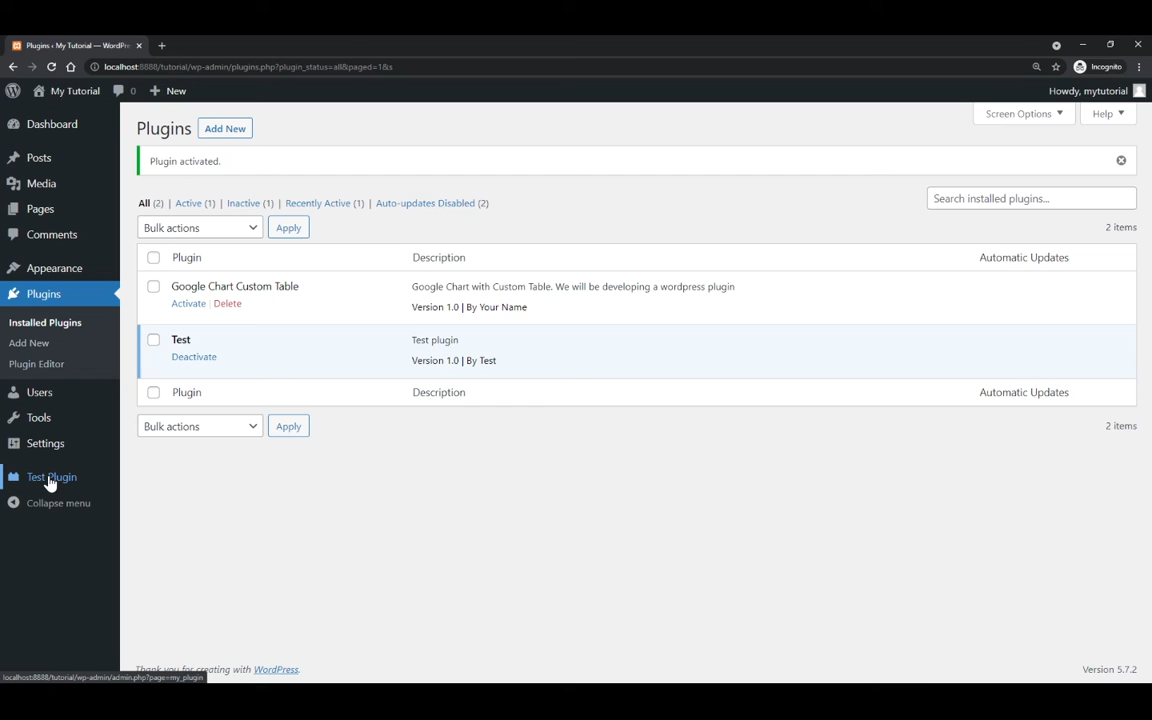 Plugins ‹ My Tutorial — WordPr
localhost:8888/tutorial/wp-admin/plugins.php?plugin_status=all&paged=1&s
Incognito
My Tutorial 0 New
Howdy, mytutorial
Dashboard
Posts
Media
Pages
Comments
Appearance
Plugins
Installed Plugins
Add New
Plugin Editor
Users
Tools
Settings
Test Plugin
Collapse menu
Screen Options
Help
Plugins Add New
Plugin activated.
All (2) | Active (1) | Inactive (1) | Recently Active (1) | Auto-updates Disabled (2)
Search installed plugins...
Bulk actions Apply
2 items
Plugin Description Automatic Updates
Google Chart Custom Table Google Chart with Custom Table. We will be developing a wordpress plugin
Activate | Delete Version 1.0 | By Your Name
Test Test plugin
Deactivate Version 1.0 | By Test
Plugin Description Automatic Updates
Bulk actions Apply
2 items
Thank you for creating with WordPress.
Version 5.7.2
localhost:8888/tutorial/wp-admin/admin.php?page=my_plugin